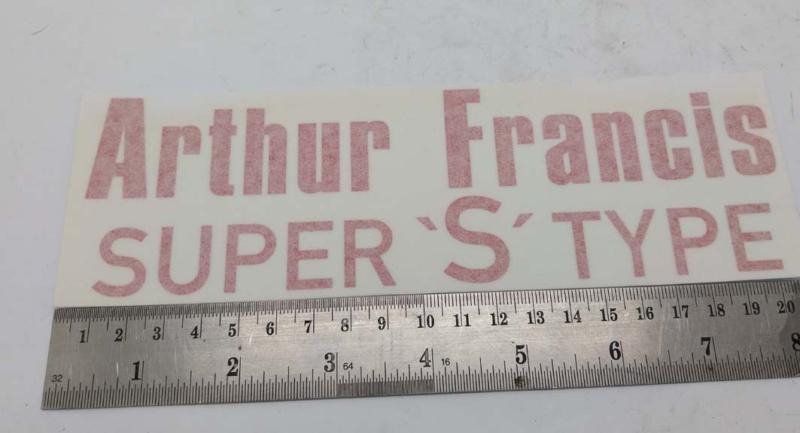 Arthur Francis
SUPER `S´ TYPE
1 2 3 4 5 6 7 8 9 10 11 12 13 14 15 16 17 18 19 20
32 1 2 3 64 4 16 5 6 7 8